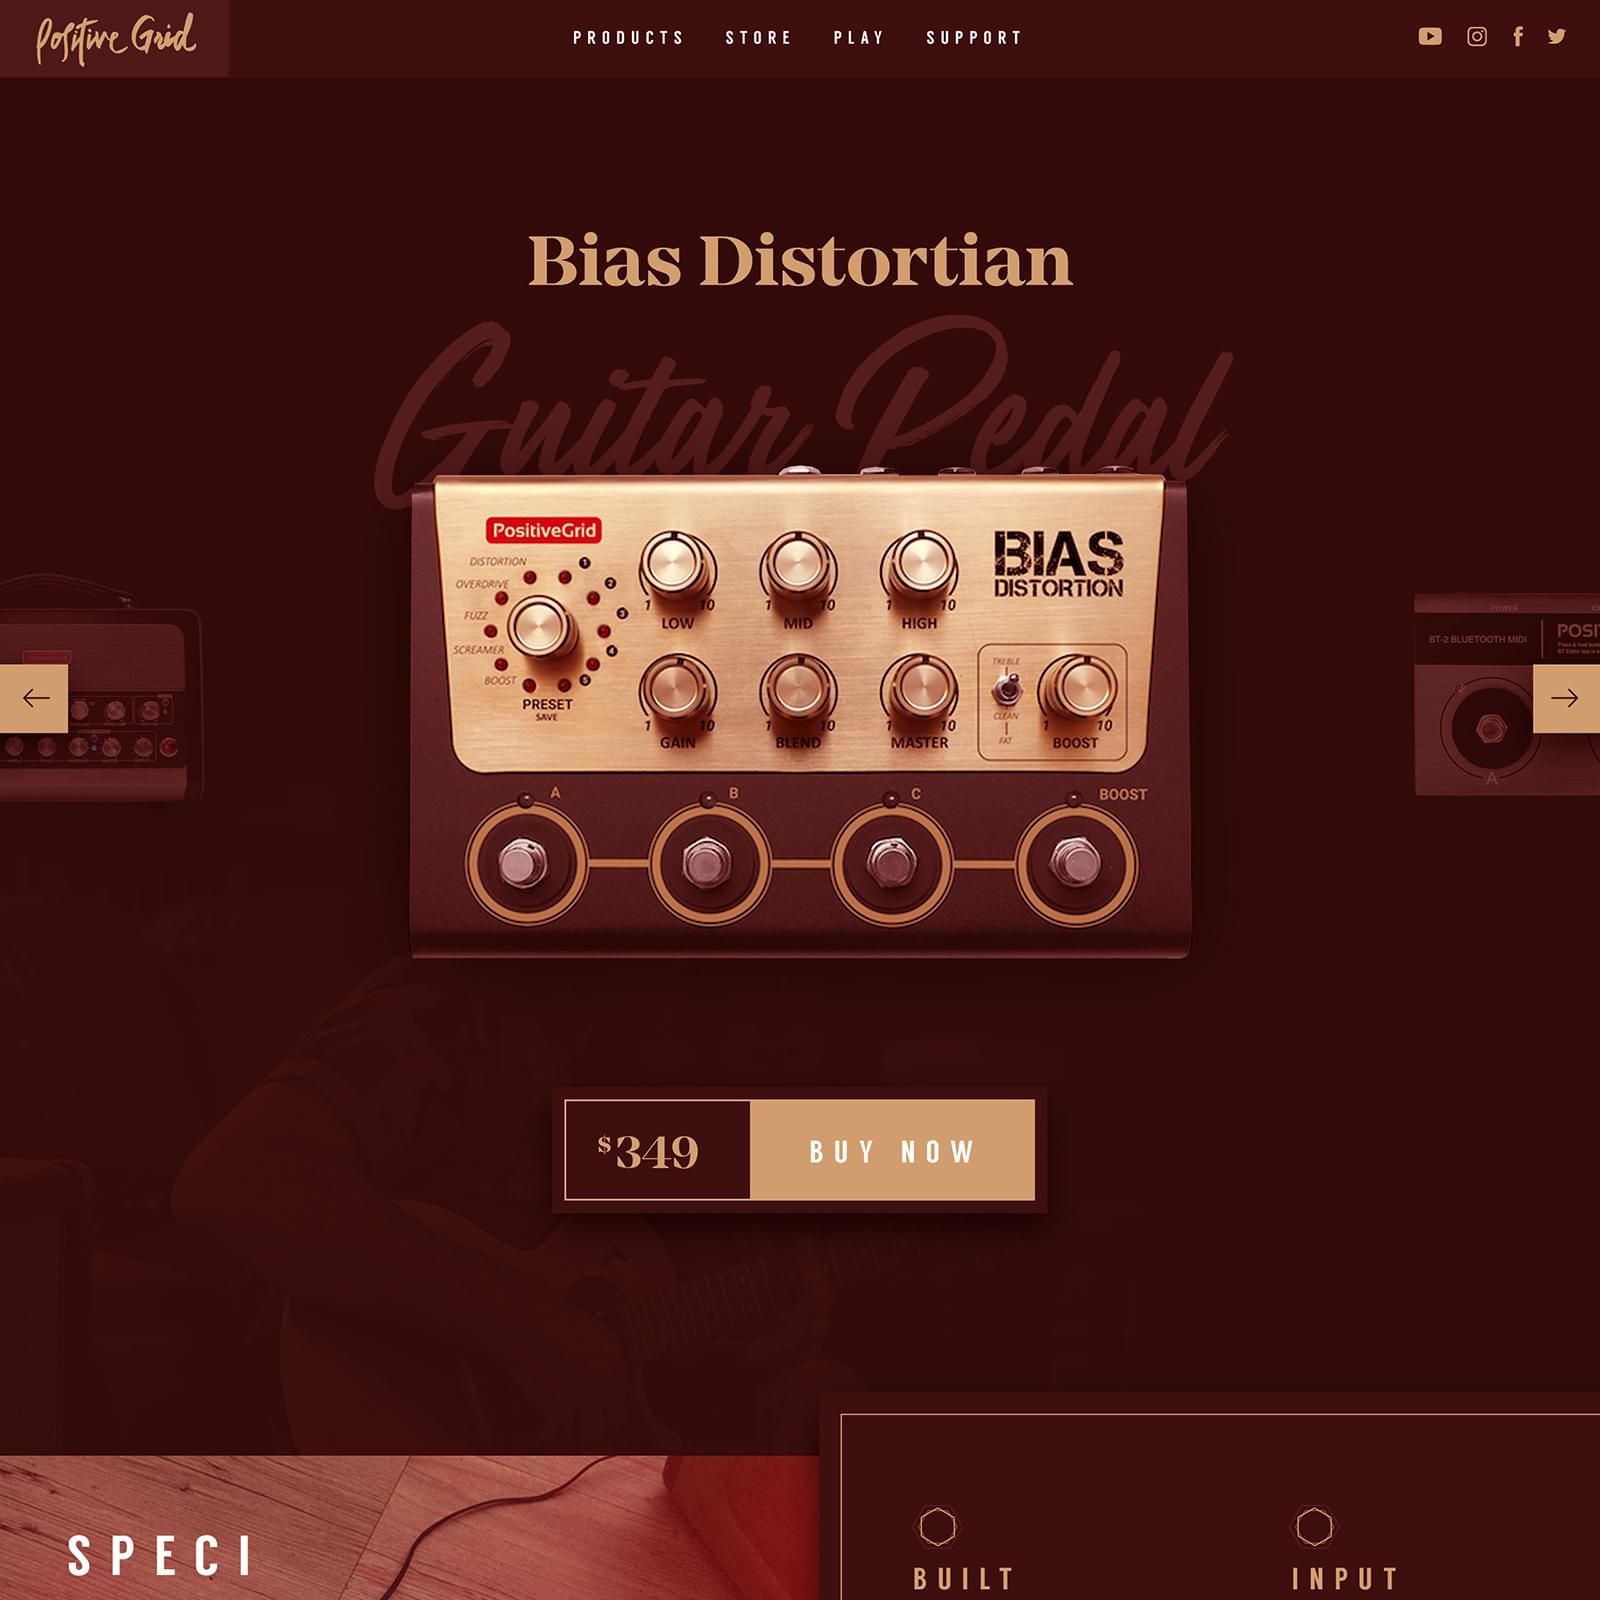 Positive Grid
PRODUCTS STORE PLAY SUPPORT
Bias Distortian
Guitar Pedal
PositiveGrid
BIAS
DISTORTION
DISTORTION
OVERDRIVE
FUZZ
SCREAMER
BOOST
1
2
3
4
5
PRESET
SAVE
1 10
LOW
1 10
MID
1 10
HIGH
1 10
GAIN
1 10
BLEND
1 10
MASTER
TREBLE
CLEAN
FAT
1 10
BOOST
A B C BOOST
PositiveGrid
POWER
BT-2 BLUETOOTH MIDI
POSI
A
$349
BUY NOW
SPECI
BUILT
INPUT